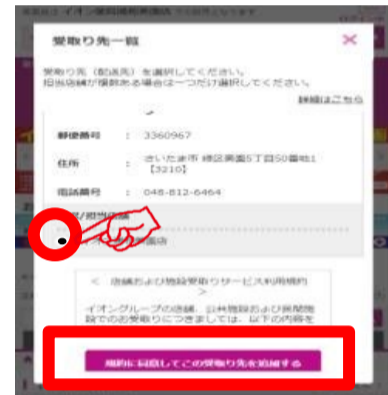 受取り先一覧
×
受取り先（配送先）を選択してください。
担当店舗が複数ある場合は一つだけ選択してください。
詳細はこちら
郵便番号 ： 3360967
住所 ： さいたま市 緑区美園5丁目50番地1
【3210】
電話番号 ： 048-812-6464
/担当店舗
美園店
< 店舗および施設受取りサービス利用規約
>
イオングループの店舗、公共施設および民間施
設でのお受取りにつきましては、以下の内容を
規約に同意してこの受取り先を追加する